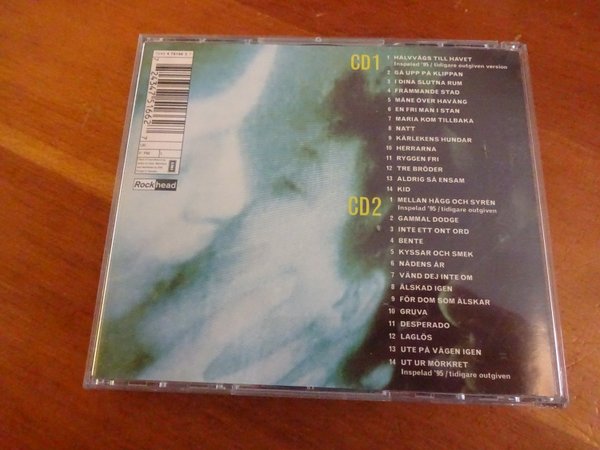 CD1
1 HALVVÄGS TILL HAVET
Inspelad '95 / tidigare outgiven version
2 GÅ UPP PÅ KLIPPAN
3 I DINA SLUTNA RUM
4 FRÄMMANDE STAD
5 MÅNE ÖVER HAVÄNG
6 EN FRI MAN I STAN
7 MARIA KOM TILLBAKA
8 NATT
9 KÄRLEKENS HUNDAR
10 HERRARNA
11 RYGGEN FRI
12 TRE BRÖDER
13 ALDRIG SÅ ENSAM
14 KID
CD2
1 MELLAN HÄGG OCH SYRÉN
Inspelad '95 / tidigare outgiven
2 GAMMAL DODGE
3 INTE ETT ONT ORD
4 BENTE
5 KYSSAR OCH SMEK
6 NÅDENS ÅR
7 VÄND DEJ INTE OM
8 ÄLSKAD IGEN
9 FÖR DOM SOM ÄLSKAR
10 GRUVA
11 DESPERADO
12 LAGLÖS
13 UTE PÅ VÄGEN IGEN
14 UT UR MÖRKRET
Inspelad '95 / tidigare outgiven
7 24347 51662 7
Rockhead